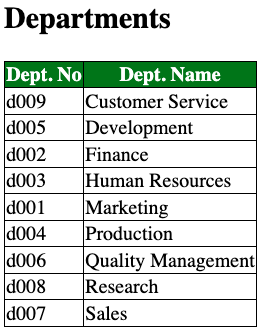 Departments
Dept. No Dept. Name
d009 Customer Service
d005 Development
d002 Finance
d003 Human Resources
d001 Marketing
d004 Production
d006 Quality Management
d008 Research
d007 Sales